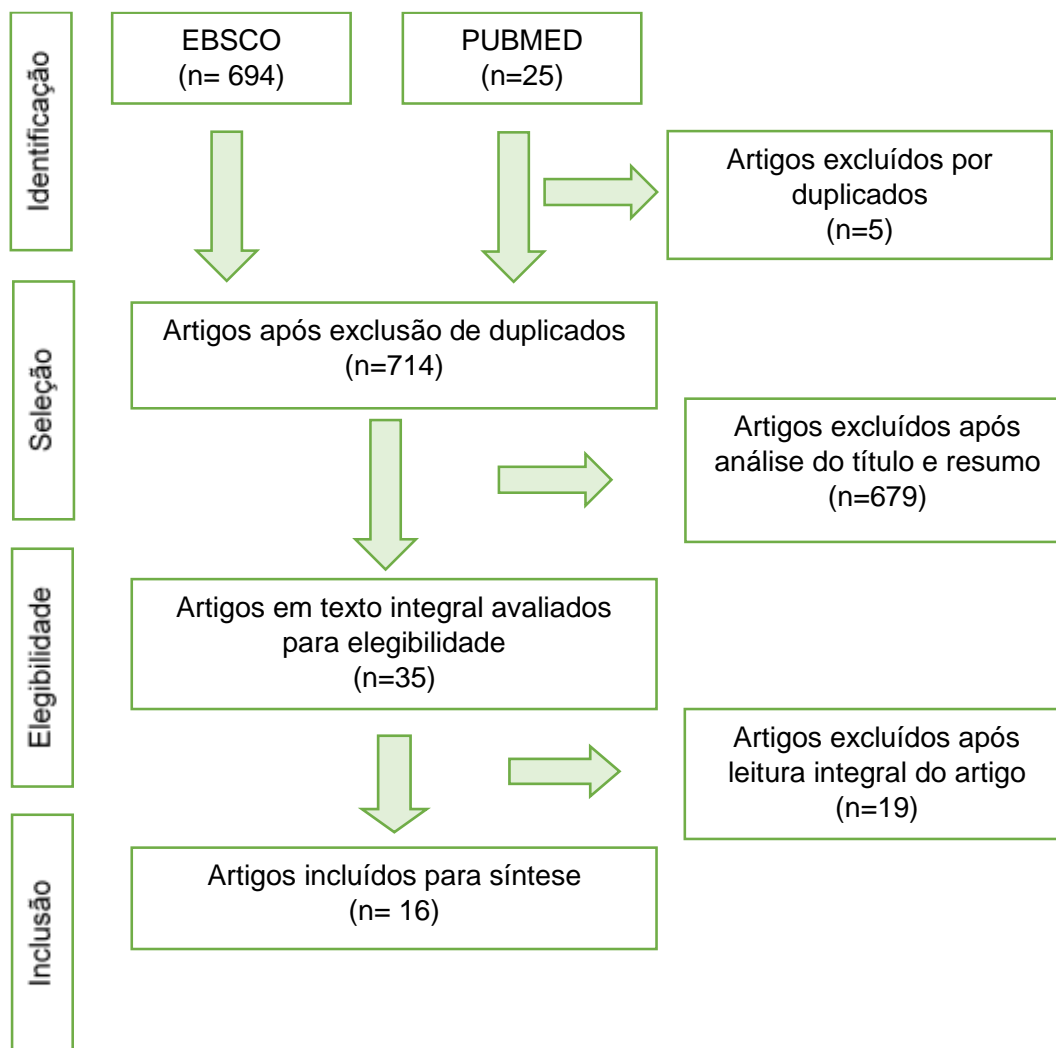 Identificação
EBSCO
(n= 694)
PUBMED
(n=25)
Artigos excluídos por
duplicados
(n=5)
Seleção
Artigos após exclusão de duplicados
(n=714)
Artigos excluídos após
análise do título e resumo
(n=679)
Elegibilidade
Artigos em texto integral avaliados
para elegibilidade
(n=35)
Artigos excluídos após
leitura integral do artigo
(n=19)
Inclusão
Artigos incluídos para síntese
(n= 16)